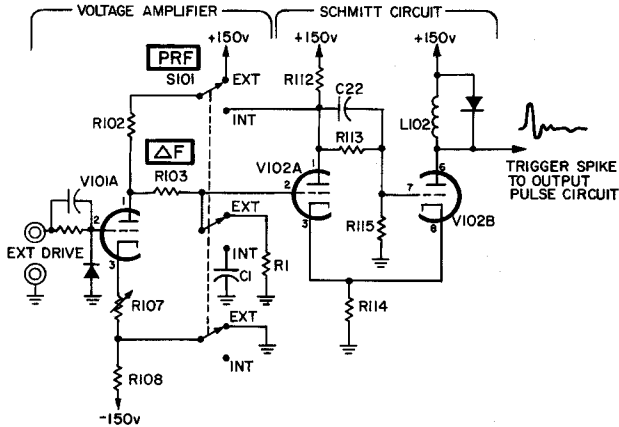 VOLTAGE AMPLIFIER
SCHMITT CIRCUIT
+150v
+150v
+150v
PRF
S101
EXT
R112
C22
INT
R102
L102
R113
ΔF
R103
V101A
V102A
1
1
6
2
2
7
TRIGGER SPIKE
TO OUTPUT
PULSE CIRCUIT
EXT
R115
V102B
3
8
EXT DRIVE
3
INT
C1
R1
R107
EXT
R114
INT
R108
-150v